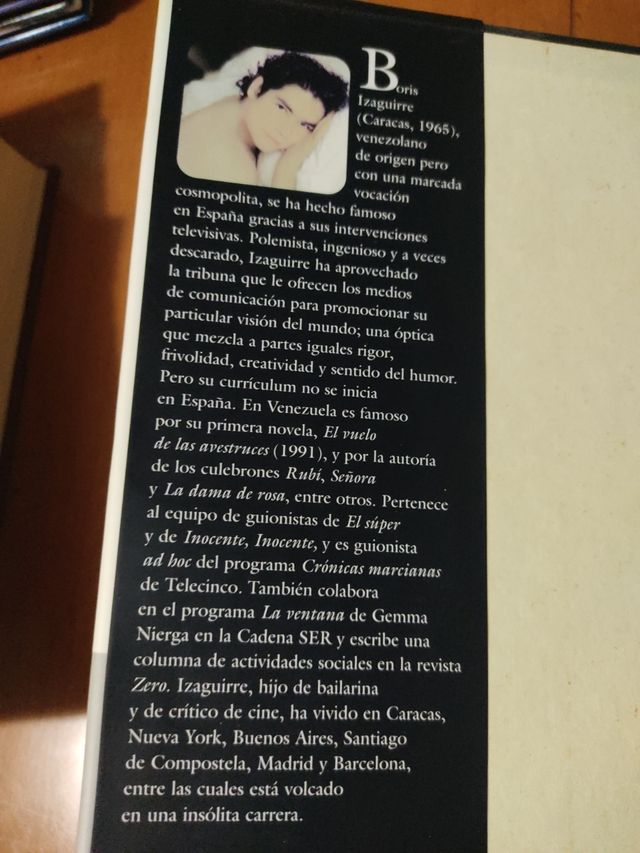 Boris
Izaguirre
(Caracas, 1965),
venezolano
de origen pero
con una marcada
vocación
cosmopolita, se ha hecho famoso
en España gracias a sus intervenciones
televisivas. Polemista, ingenioso y a veces
descarado, Izaguirre ha aprovechado
la tribuna que le ofrecen los medios
de comunicación para promocionar su
particular visión del mundo; una óptica
que mezcla a partes iguales rigor,
frivolidad, creatividad y sentido del humor.
Pero su currículum no se inicia
en España. En Venezuela es famoso
por su primera novela, El vuelo
de las avestruces (1991), y por la autoría
de los culebrones Rubí, Señora
y La dama de rosa, entre otros. Pertenece
al equipo de guionistas de El súper
y de Inocente, Inocente, y es guionista
ad hoc del programa Crónicas marcianas
de Telecinco. También colabora
en el programa La ventana de Gemma
Nierga en la Cadena SER y escribe una
columna de actividades sociales en la revista
Zero. Izaguirre, hijo de bailarina
y de crítico de cine, ha vivido en Caracas,
Nueva York, Buenos Aires, Santiago
de Compostela, Madrid y Barcelona,
entre las cuales está volcado
en una insólita carrera.